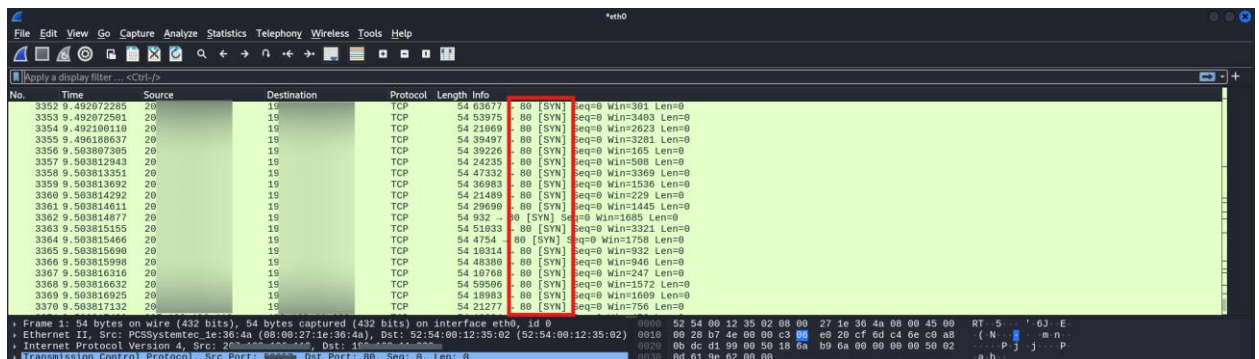 *eth0
File Edit View Go Capture Analyze Statistics Telephony Wireless Tools Help
Apply a display filter ... <Ctrl-/>
No. Time Source Destination Protocol Length Info
3352 9.492072285 20 19 TCP 54 63677 → 80 [SYN] Seq=0 Win=301 Len=0
3353 9.492072501 20 19 TCP 54 53975 → 80 [SYN] Seq=0 Win=3403 Len=0
3354 9.492100110 20 19 TCP 54 21069 → 80 [SYN] Seq=0 Win=2623 Len=0
3355 9.496188637 20 19 TCP 54 39497 → 80 [SYN] Seq=0 Win=3281 Len=0
3356 9.503807305 20 19 TCP 54 39226 → 80 [SYN] Seq=0 Win=165 Len=0
3357 9.503812943 20 19 TCP 54 24235 → 80 [SYN] Seq=0 Win=508 Len=0
3358 9.503813351 20 19 TCP 54 47332 → 80 [SYN] Seq=0 Win=3369 Len=0
3359 9.503813692 20 19 TCP 54 36983 → 80 [SYN] Seq=0 Win=1536 Len=0
3360 9.503814292 20 19 TCP 54 21489 → 80 [SYN] Seq=0 Win=229 Len=0
3361 9.503814611 20 19 TCP 54 29690 → 80 [SYN] Seq=0 Win=1445 Len=0
3362 9.503814877 20 19 TCP 54 932 → 80 [SYN] Seq=0 Win=1685 Len=0
3363 9.503815155 20 19 TCP 54 51033 → 80 [SYN] Seq=0 Win=3321 Len=0
3364 9.503815466 20 19 TCP 54 4754 → 80 [SYN] Seq=0 Win=1758 Len=0
3365 9.503815690 20 19 TCP 54 10314 → 80 [SYN] Seq=0 Win=932 Len=0
3366 9.503815998 20 19 TCP 54 48380 → 80 [SYN] Seq=0 Win=946 Len=0
3367 9.503816316 20 19 TCP 54 10768 → 80 [SYN] Seq=0 Win=247 Len=0
3368 9.503816632 20 19 TCP 54 59506 → 80 [SYN] Seq=0 Win=1572 Len=0
3369 9.503816925 20 19 TCP 54 18983 → 80 [SYN] Seq=0 Win=1609 Len=0
3370 9.503817132 20 19 TCP 54 21277 → 80 [SYN] Seq=0 Win=756 Len=0
Frame 1: 54 bytes on wire (432 bits), 54 bytes captured (432 bits) on interface eth0, id 0
Ethernet II, Src: PCSSystemtec_1e:36:4a (08:00:27:1e:36:4a), Dst: 52:54:00:12:35:02 (52:54:00:12:35:02)
Internet Protocol Version 4, Src: Dst:
Transmission Control Protocol, Src Port: Dst Port: 80, Seq: 0, Len: 0
0000 52 54 00 12 35 02 08 00 27 1e 36 4a 08 00 45 00 RT··5··· '·6J··E·
0010 00 28 b7 4e 00 00 c3 06 e0 20 cf 6d c4 6e c0 a8 ·(·N···· · ·m·n··
0020 0b dc d1 99 00 50 18 6a b9 6a 00 00 00 00 50 02 ·····P·j ·j····P·
0030 0d 61 9e 62 00 00 ·a·b··